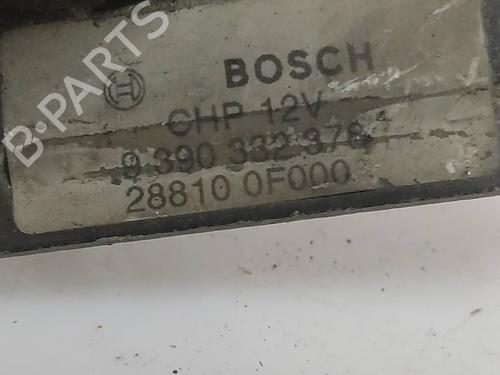 B-PARTS
BOSCH
CHP 12V
9 390 332 378
28810 0F000